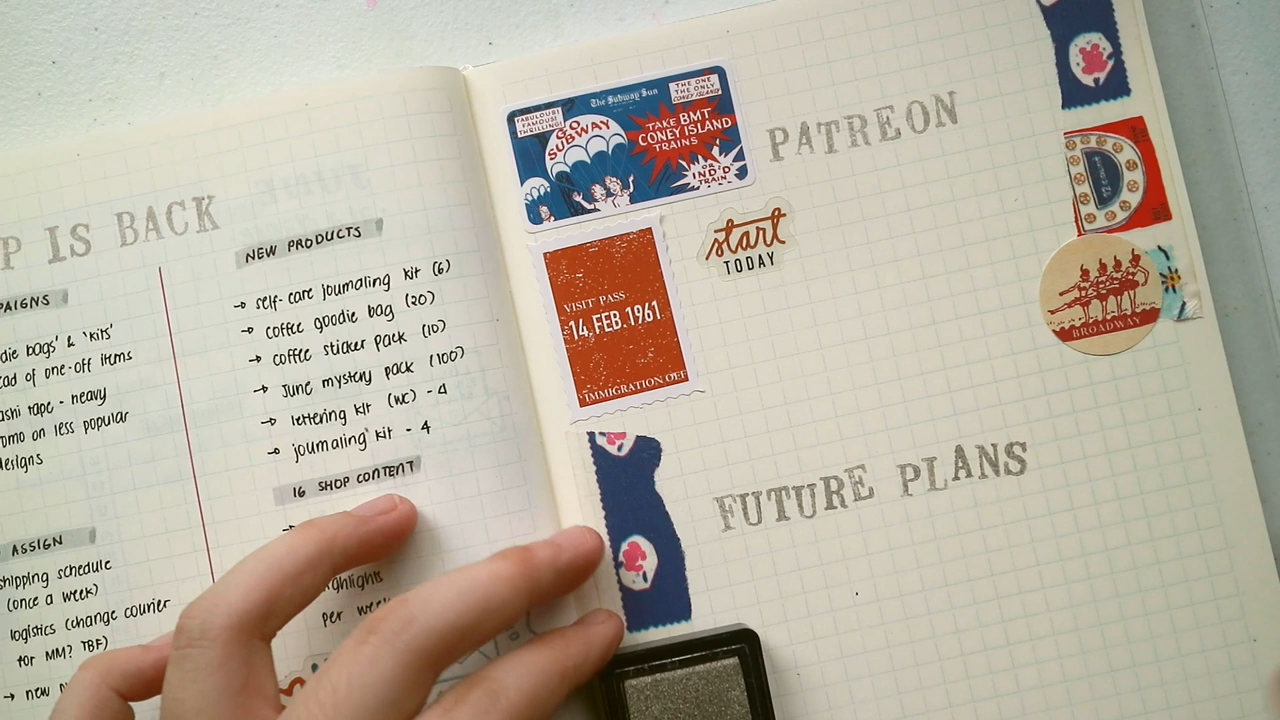 P IS BACK
PAIGNS
die bags' & 'kits'
ead of one-off items
ashi tape - heavy
omo on less popular
designs
ASSIGN
shipping schedule
(once a week)
logistics (change courier
for MM? TBF)
→ new
NEW PRODUCTS
→ self-care journaling kit (6)
→ coffee goodie bag (20)
→ coffee sticker pack (10)
→ June mystery pack (100)
→ lettering kit (WC) - 4
→ journaling kit - 4
16 SHOP CONTENT
ghlights
per week
FABULOUS!
FAMOUS!
THRILLING!
The Subway Sun
THE ONE
THE ONLY
CONEY ISLAND
GO
SUBWAY
TAKE BMT
CONEY ISLAND
TRAINS
OR
IND'D'
TRAIN
PATREON
start
TODAY
VISIT PASS
14.FEB.1961
IMMIGRATION OFF
BROADWAY
FUTURE PLANS